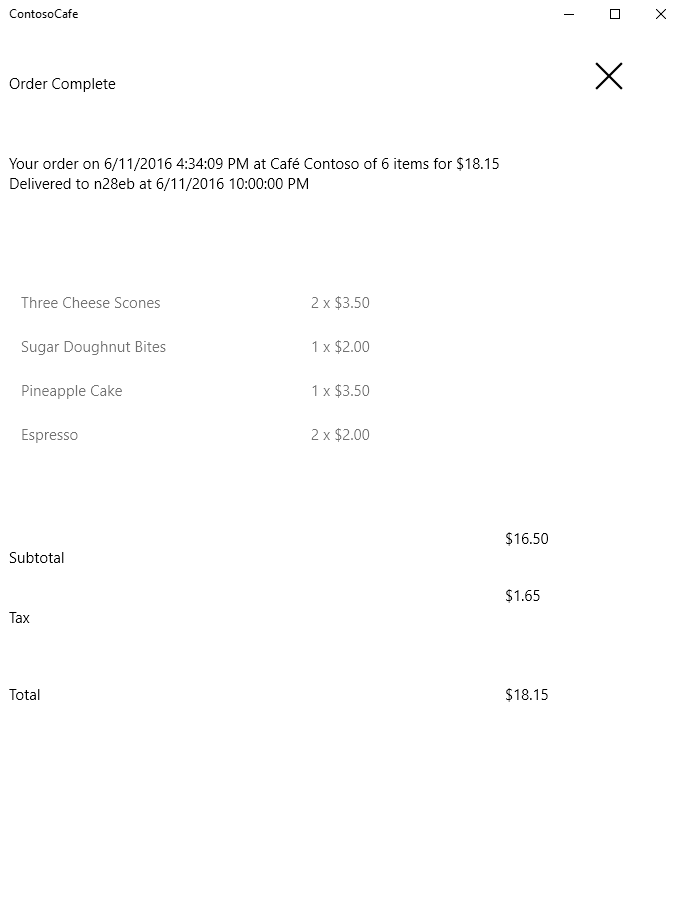 ContosoCafe
Order Complete
Your order on 6/11/2016 4:34:09 PM at Café Contoso of 6 items for $18.15
Delivered to n28eb at 6/11/2016 10:00:00 PM
Three Cheese Scones 2 x $3.50
Sugar Doughnut Bites 1 x $2.00
Pineapple Cake 1 x $3.50
Espresso 2 x $2.00
Subtotal $16.50
Tax $1.65
Total $18.15